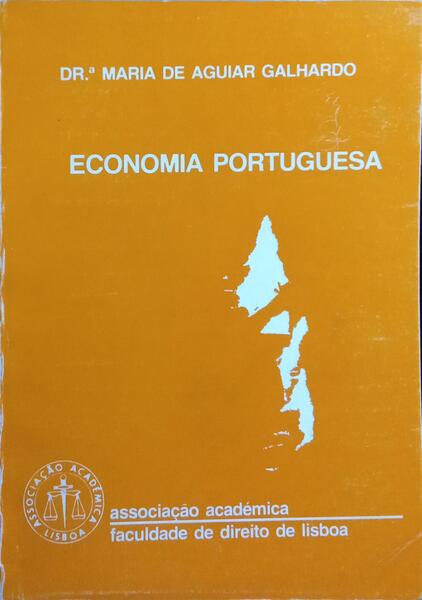 DR.ª MARIA DE AGUIAR GALHARDO
ECONOMIA PORTUGUESA
ASSOCIAÇÃO ACADÉMICA
LISBOA
associação académica
faculdade de direito de lisboa